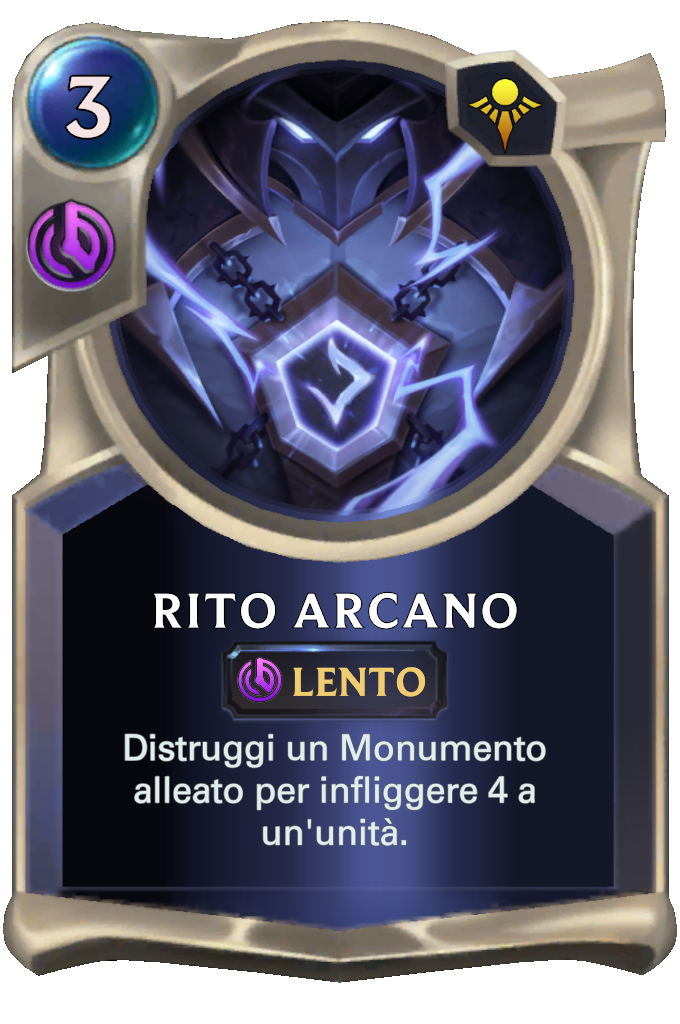 3
RITO ARCANO
LENTO
Distruggi un Monumento
alleato per infliggere 4 a
un'unità.